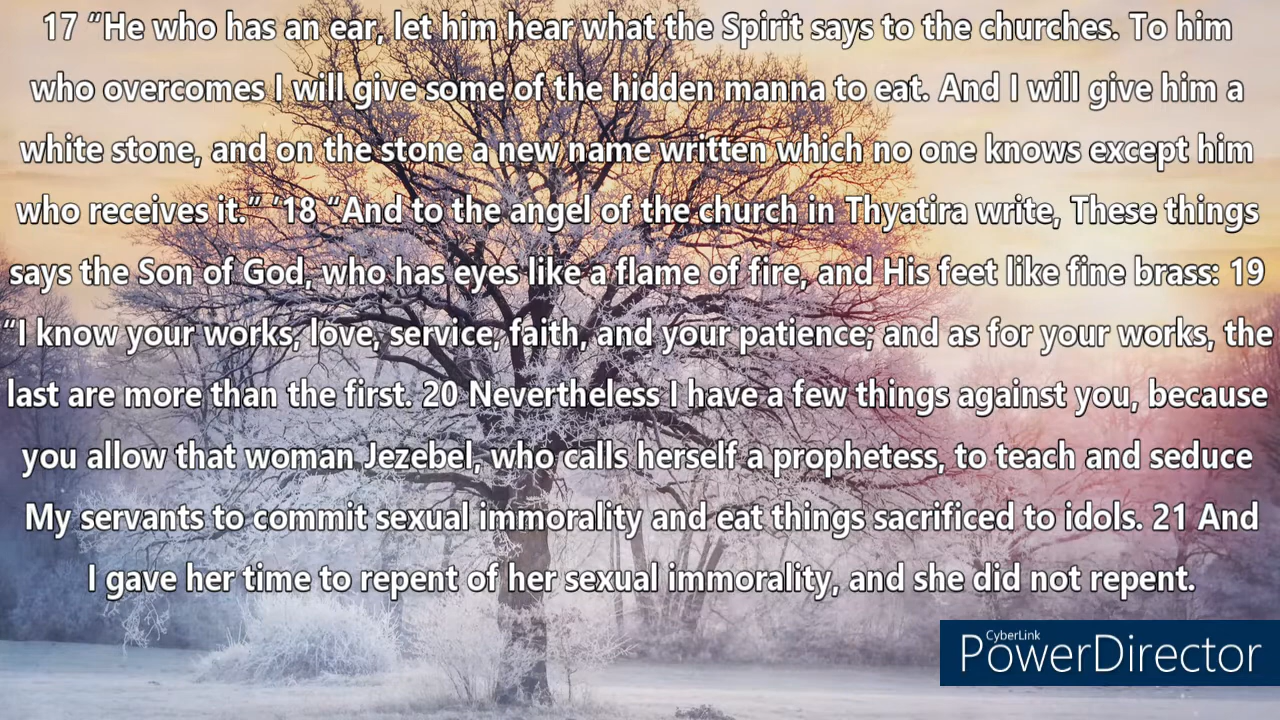 17 “He who has an ear, let him hear what the Spirit says to the churches. To him
who overcomes I will give some of the hidden manna to eat. And I will give him a
white stone, and on the stone a new name written which no one knows except him
who receives it.” ’18 “And to the angel of the church in Thyatira write, These things
says the Son of God, who has eyes like a flame of fire, and His feet like fine brass: 19
“I know your works, love, service, faith, and your patience; and as for your works, the
last are more than the first. 20 Nevertheless I have a few things against you, because
you allow that woman Jezebel, who calls herself a prophetess, to teach and seduce
My servants to commit sexual immorality and eat things sacrificed to idols. 21 And
I gave her time to repent of her sexual immorality, and she did not repent.
CyberLink
PowerDirector